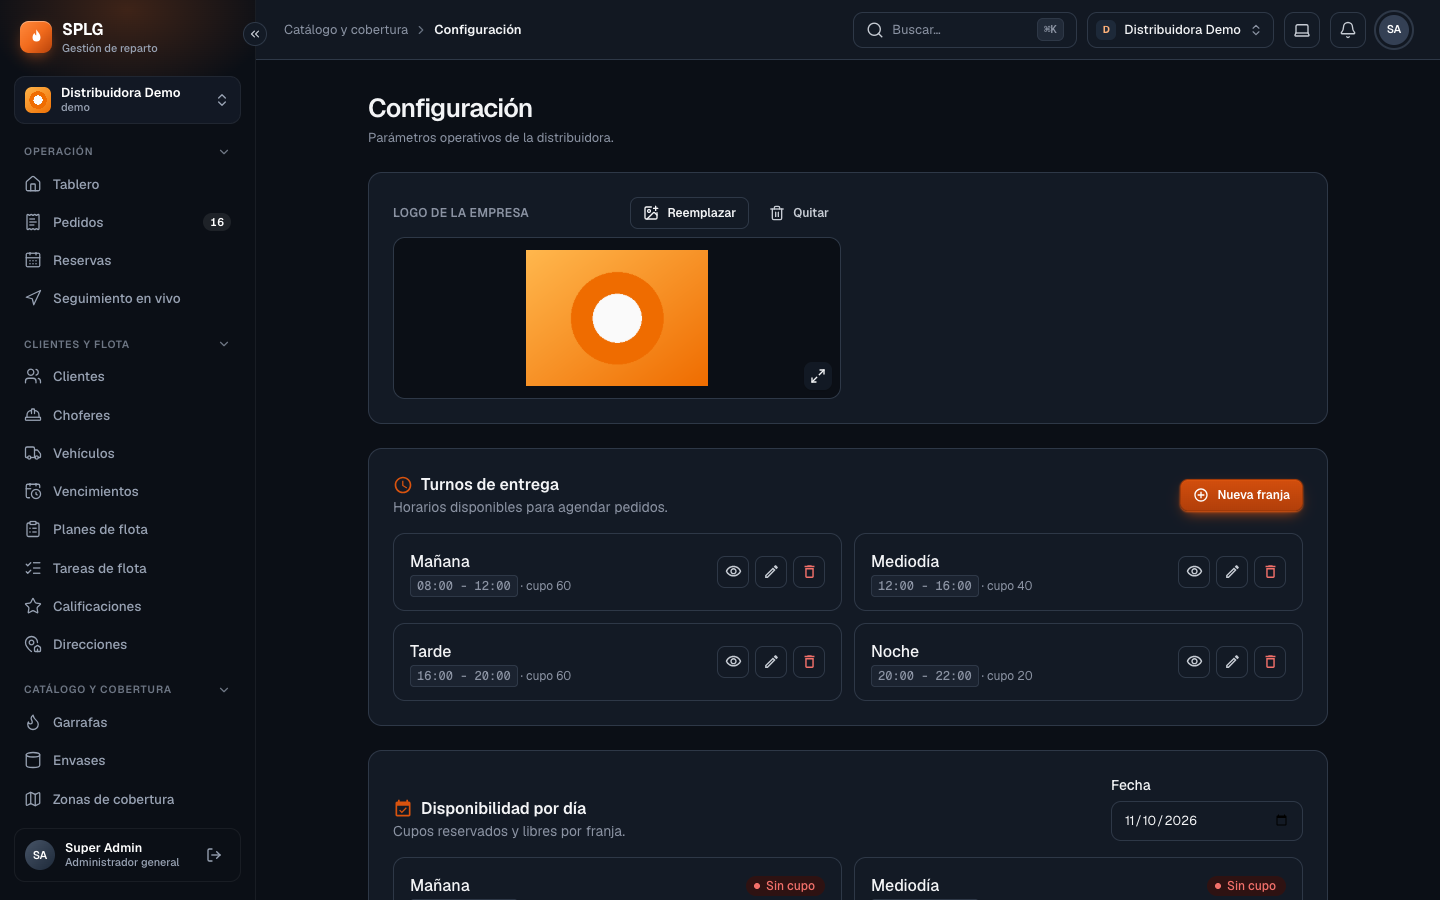 SPLG
Gestión de reparto
Distribuidora Demo
demo
OPERACIÓN
Tablero
Pedidos 16
Reservas
Seguimiento en vivo
CLIENTES Y FLOTA
Clientes
Choferes
Vehículos
Vencimientos
Planes de flota
Tareas de flota
Calificaciones
Direcciones
CATÁLOGO Y COBERTURA
Garrafas
Envases
Zonas de cobertura
SA
Super Admin
Administrador general
Catálogo y cobertura > Configuración
Buscar... ⌘K
D Distribuidora Demo
SA
Configuración
Parámetros operativos de la distribuidora.
LOGO DE LA EMPRESA
Reemplazar
Quitar
Turnos de entrega
Horarios disponibles para agendar pedidos.
Nueva franja
Mañana
08:00 - 12:00 · cupo 60
Mediodía
12:00 - 16:00 · cupo 40
Tarde
16:00 - 20:00 · cupo 60
Noche
20:00 - 22:00 · cupo 20
Disponibilidad por día
Cupos reservados y libres por franja.
Fecha
11/10/2026
Mañana
Sin cupo
Mediodía
Sin cupo